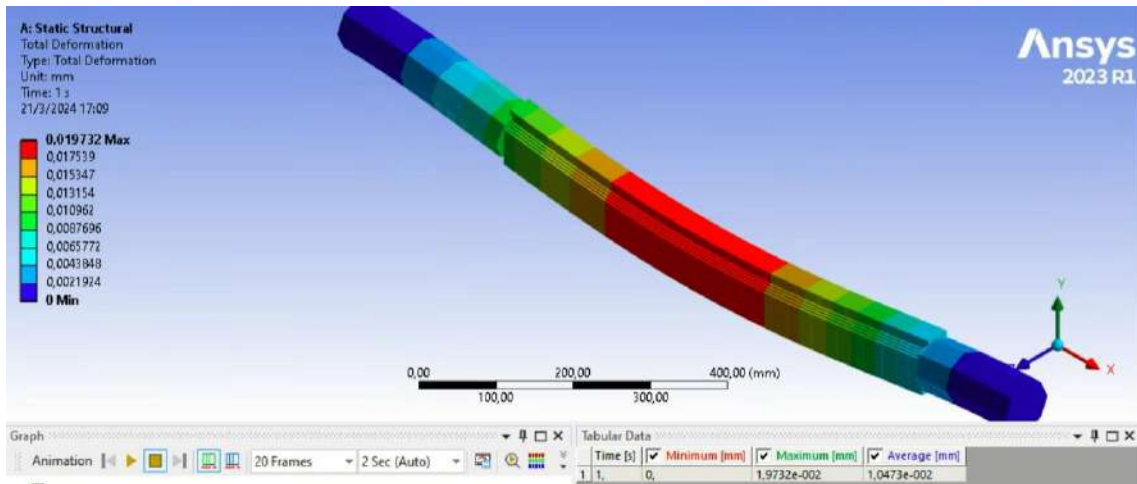 A: Static Structural
Total Deformation
Type: Total Deformation
Unit: mm
Time: 1 s
21/3/2024 17:09
0,019732 Max
0,017539
0,015347
0,013154
0,010962
0,0087696
0,0065772
0,0043848
0,0021924
0 Min
Ansys
2023 R1
Y
X
0,00 200,00 400,00 (mm)
100,00 300,00
Graph
Animation 20 Frames 2 Sec (Auto)
Tabular Data
Time [s] Minimum [mm] Maximum [mm] Average [mm]
1 1, 0, 1,9732e-002 1,0473e-002